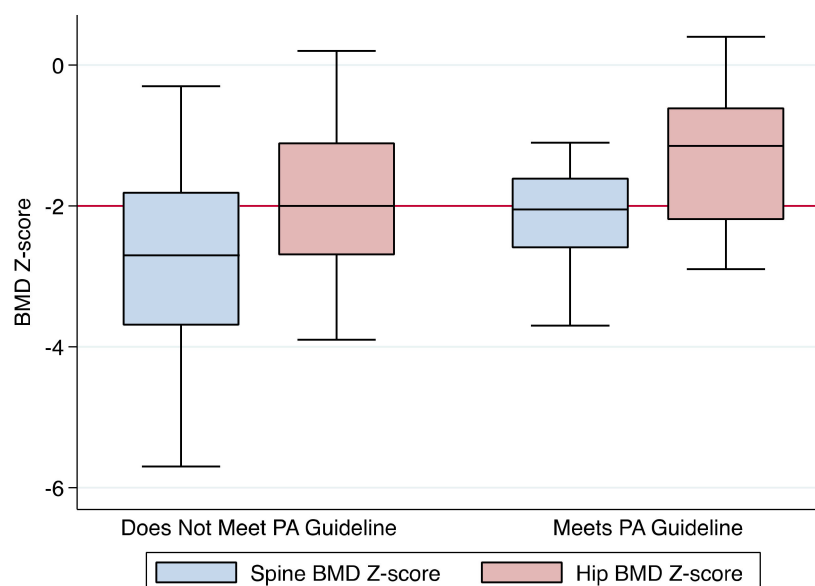 0
-2
-4
-6
BMD Z-score
Does Not Meet PA Guideline
Meets PA Guideline
Spine BMD Z-score
Hip BMD Z-score